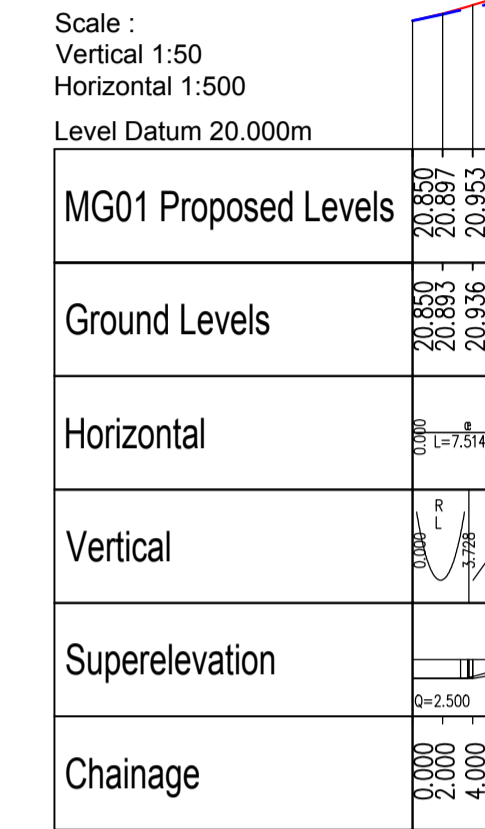 Scale :
Vertical 1:50
Horizontal 1:500
Level Datum 20.000m
MG01 Proposed Levels
20.850
20.897
20.953
Ground Levels
20.850
20.893
20.936
Horizontal
0.000
L=7.514
Vertical
0.000
R
L
3.728
Superelevation
Q=2.500
Chainage
0.000
2.000
4.000